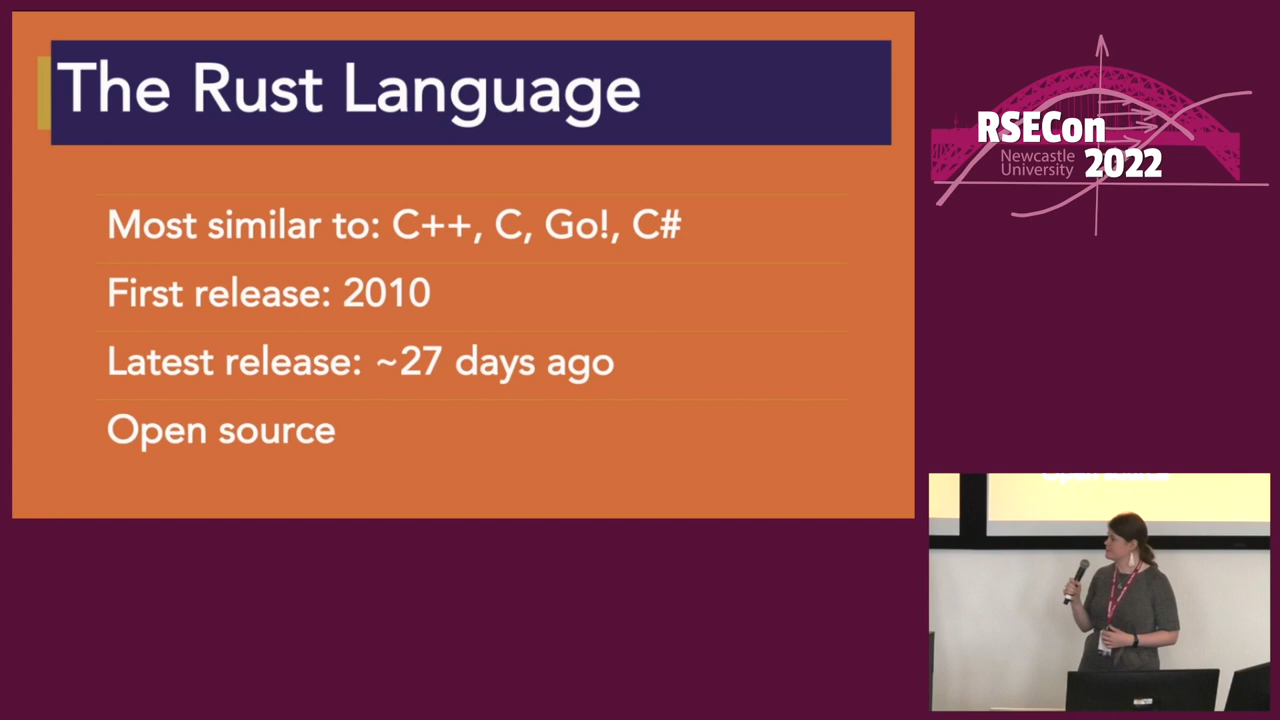 The Rust Language
Most similar to: C++, C, Go!, C#
First release: 2010
Latest release: ~27 days ago
Open source
RSECon
Newcastle
University
2022